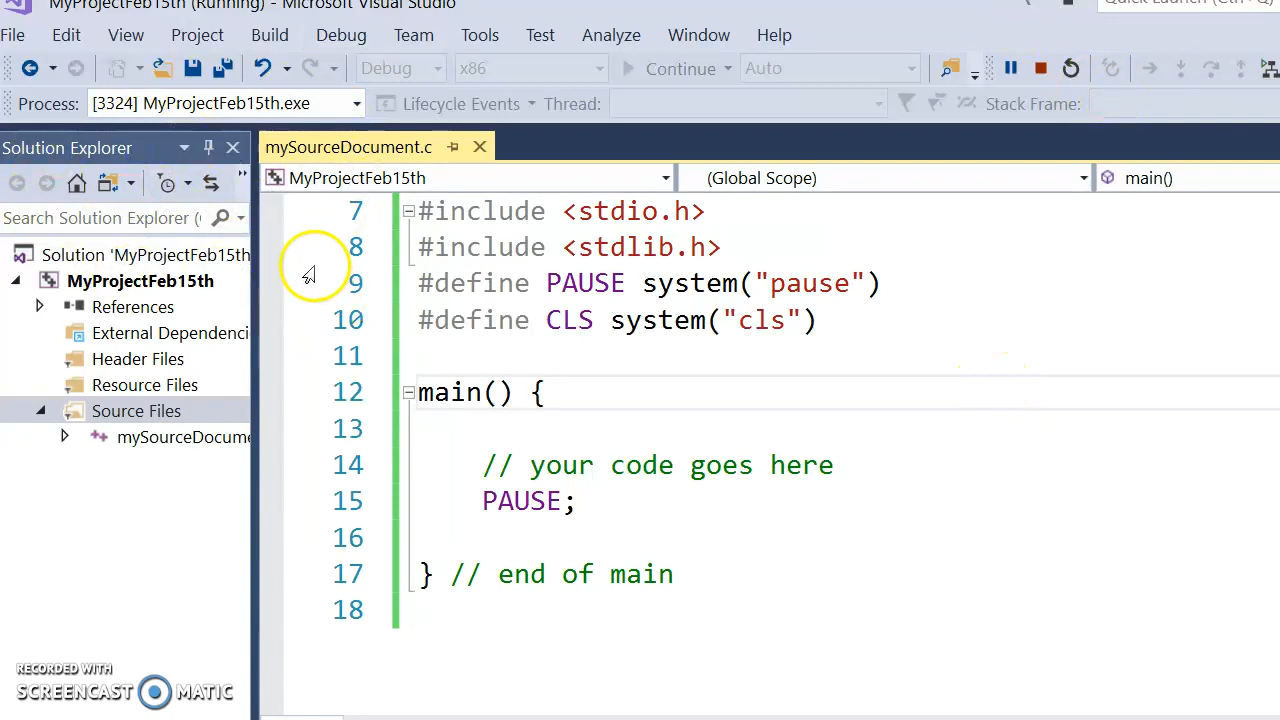 MyProjectFeb15th (Running) - Microsoft Visual Studio
Quick Launch (Ctrl+Q)
File Edit View Project Build Debug Team Tools Test Analyze Window Help
Debug x86 Continue Auto
Process: [3324] MyProjectFeb15th.exe Lifecycle Events Thread: Stack Frame:
Solution Explorer
mySourceDocument.c
MyProjectFeb15th (Global Scope) main()
Search Solution Explorer (
Solution 'MyProjectFeb15th
MyProjectFeb15th
References
External Dependenci
Header Files
Resource Files
Source Files
mySourceDocume
7 #include <stdio.h>
8 #include <stdlib.h>
9 #define PAUSE system("pause")
10 #define CLS system("cls")
11
12 main() {
13
14 // your code goes here
15 PAUSE;
16
17 } // end of main
18
RECORDED WITH
SCREENCAST MATIC